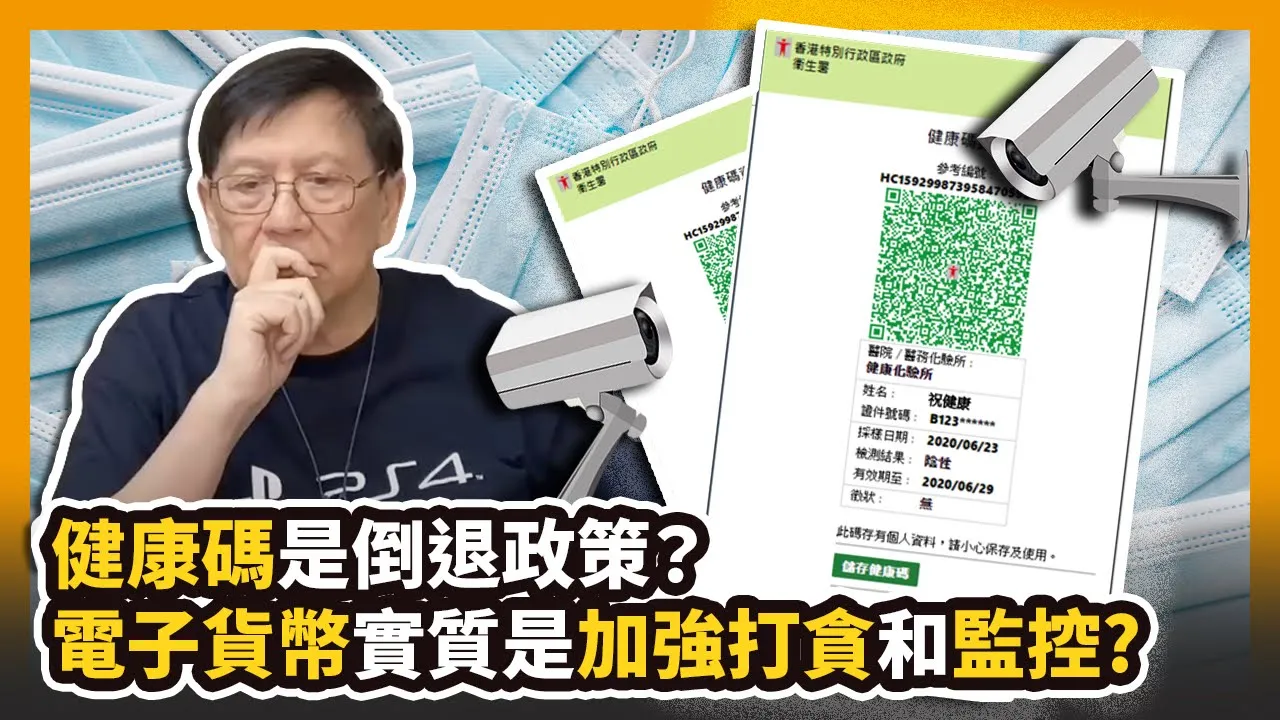 香港特別行政區政府
衞生署
參考編號
HC1592998739584705
醫院 / 醫務化驗所：
健康化驗所
姓名： 祝健康
證件號碼： B123******
採樣日期： 2020/06/23
檢測結果： 陰性
有效期至： 2020/06/29
徵狀： 無
此碼存有個人資料，請小心保存及使用。
儲存健康碼
香港特別行政區政府
衞生署
HC1592998
PS4
健康碼是倒退政策？
電子貨幣實質是加強打貪和監控？